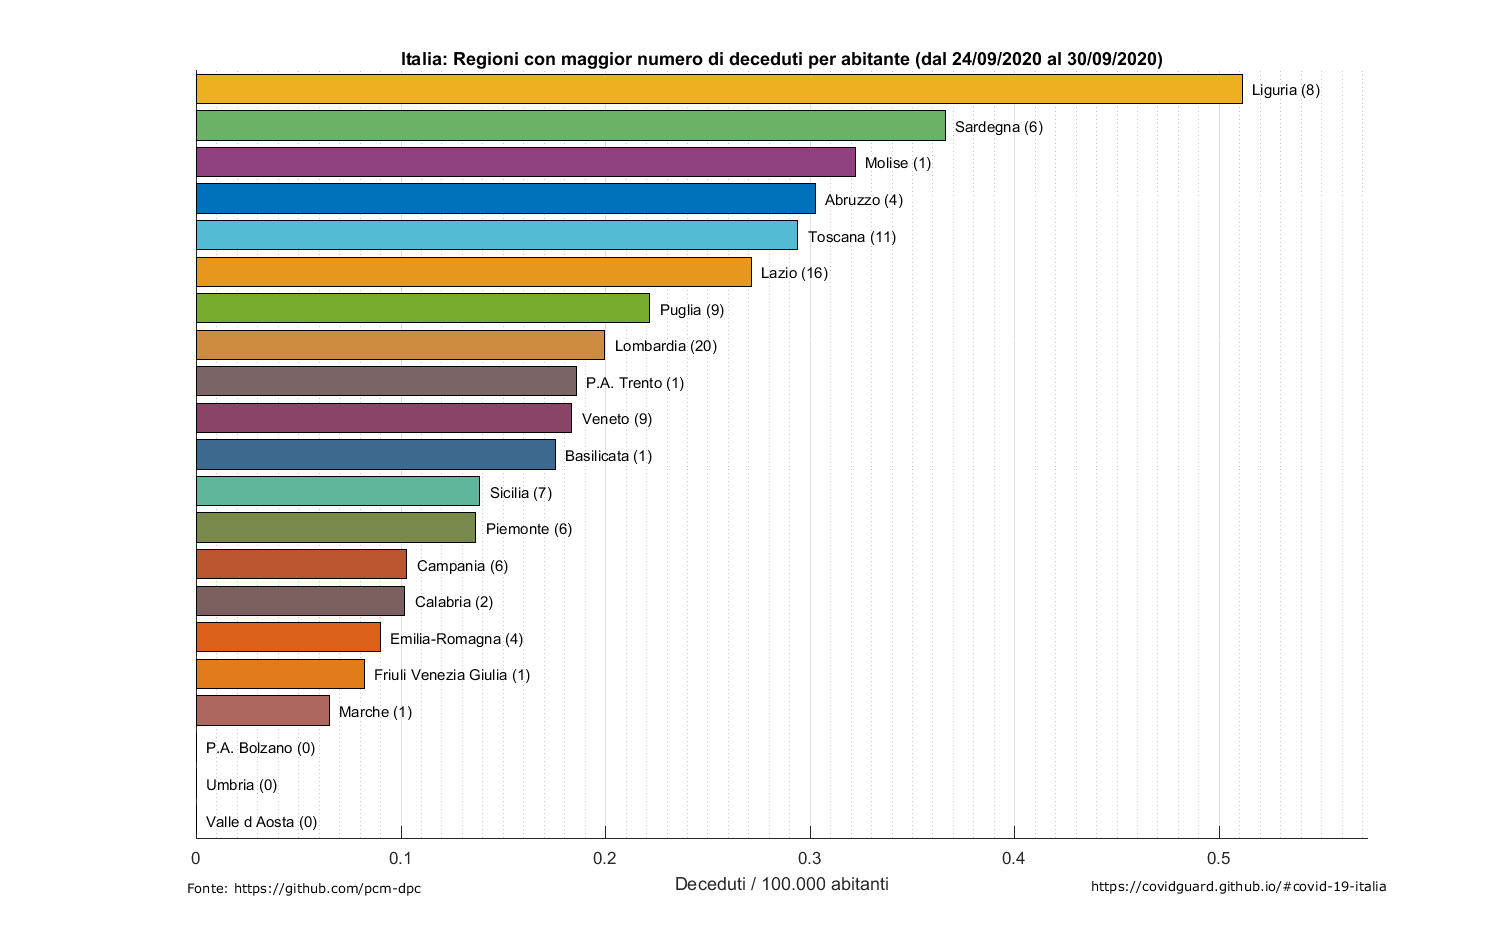 Italia: Regioni con maggior numero di deceduti per abitante (dal 24/09/2020 al 30/09/2020)
Liguria (8)
Sardegna (6)
Molise (1)
Abruzzo (4)
Toscana (11)
Lazio (16)
Puglia (9)
Lombardia (20)
P.A. Trento (1)
Veneto (9)
Basilicata (1)
Sicilia (7)
Piemonte (6)
Campania (6)
Calabria (2)
Emilia-Romagna (4)
Friuli Venezia Giulia (1)
Marche (1)
P.A. Bolzano (0)
Umbria (0)
Valle d Aosta (0)
0 0.1 0.2 0.3 0.4 0.5
Deceduti / 100.000 abitanti
Fonte: https://github.com/pcm-dpc
https://covidguard.github.io/#covid-19-italia